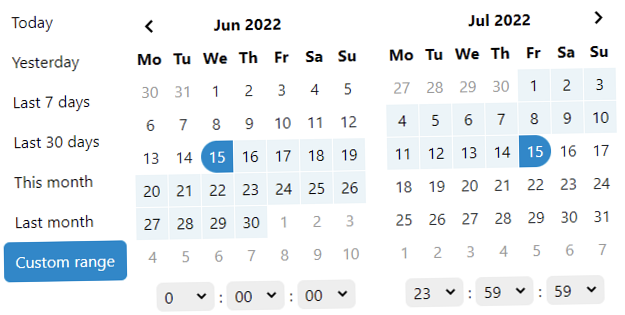 Today
Yesterday
Last 7 days
Last 30 days
This month
Last month
Custom range
Jun 2022
Mo Tu We Th Fr Sa Su
30 31 1 2 3 4 5
6 7 8 9 10 11 12
13 14 15 16 17 18 19
20 21 22 23 24 25 26
27 28 29 30 1 2 3
4 5 6 7 8 9 10
0 : 00 : 00
Jul 2022
Mo Tu We Th Fr Sa Su
27 28 29 30 1 2 3
4 5 6 7 8 9 10
11 12 13 14 15 16 17
18 19 20 21 22 23 24
25 26 27 28 29 30 31
1 2 3 4 5 6 7
23 : 59 : 59